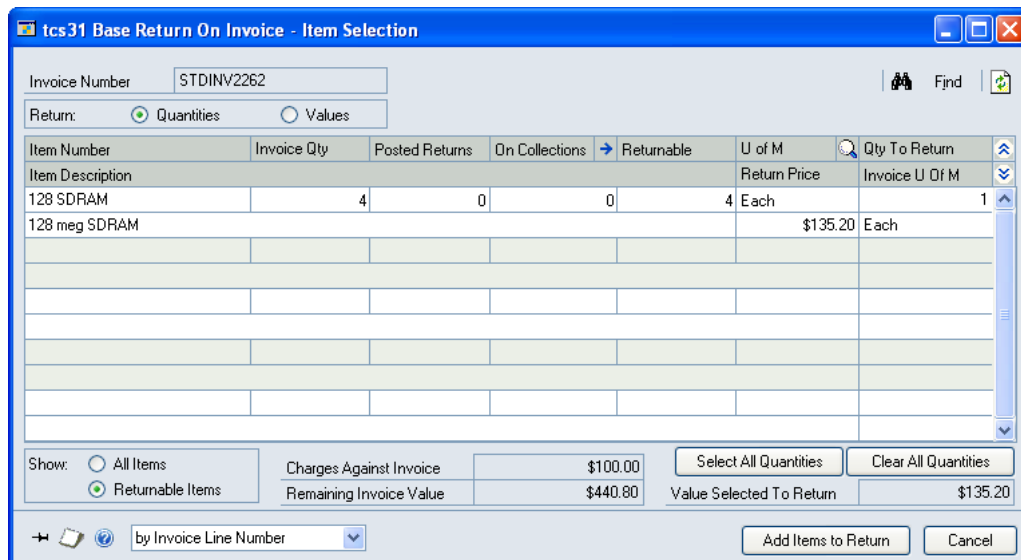 tcs31 Base Return On Invoice - Item Selection
Invoice Number STDINV2262 Find
Return: Quantities Values
Item Number Invoice Qty Posted Returns On Collections Returnable U of M Qty To Return
Item Description Return Price Invoice U Of M
128 SDRAM 4 0 0 4 Each 1
128 meg SDRAM $135.20 Each
Show: All Items Charges Against Invoice $100.00 Select All Quantities Clear All Quantities
Returnable Items Remaining Invoice Value $440.80 Value Selected To Return $135.20
by Invoice Line Number Add Items to Return Cancel